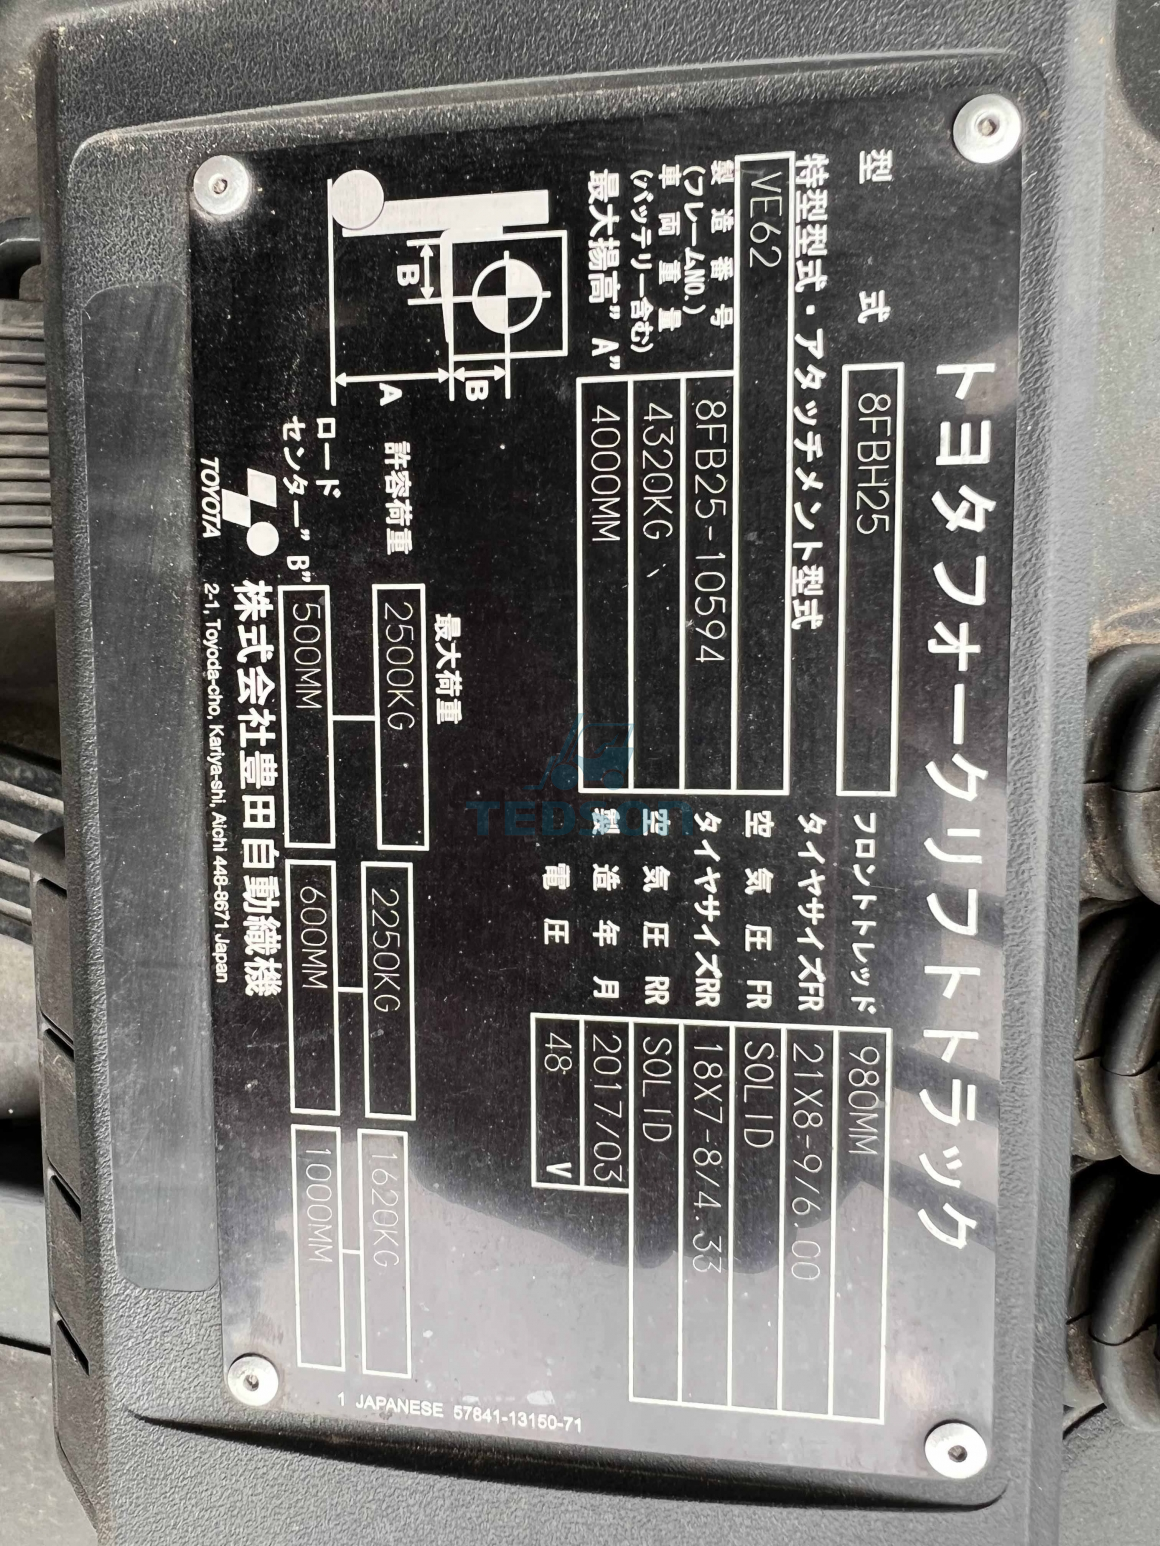 トヨタフォークリフトトラック
型 式 8FBH25
フロントトレッド 980MM
特型型式・アタッチメント型式
VE62
タイヤサイズFR 21X8-9/6.00
空気圧 FR SOLID
製造番号 8FB25-10594
(フレームNO.)
タイヤサイズRR 18X7-8/4.33
車両重量 4320KG
(バッテリー含む)
空気圧 RR SOLID
最大揚高"A" 4000MM
製造年月 2017/03
電圧 48 V
TEDSON
B
B
A
最大荷重
許容荷重 2500KG 2250KG 1620KG
ロード
センター"B" 500MM 600MM 1000MM
TOYOTA
株式会社豊田自動織機
2-1, Toyoda-cho, Kariya-shi, Aichi 448-8671 Japan
1 JAPANESE 57641-13150-71